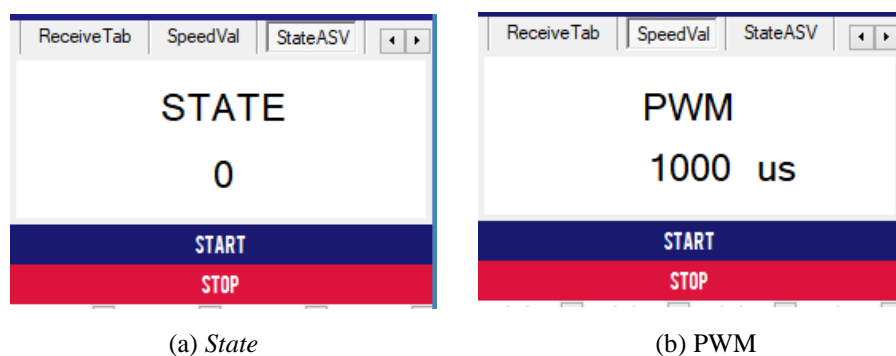 ReceiveTab SpeedVal StateASV
STATE
0
START
STOP
(a) State
ReceiveTab SpeedVal StateASV
PWM
1000 us
START
STOP
(b) PWM